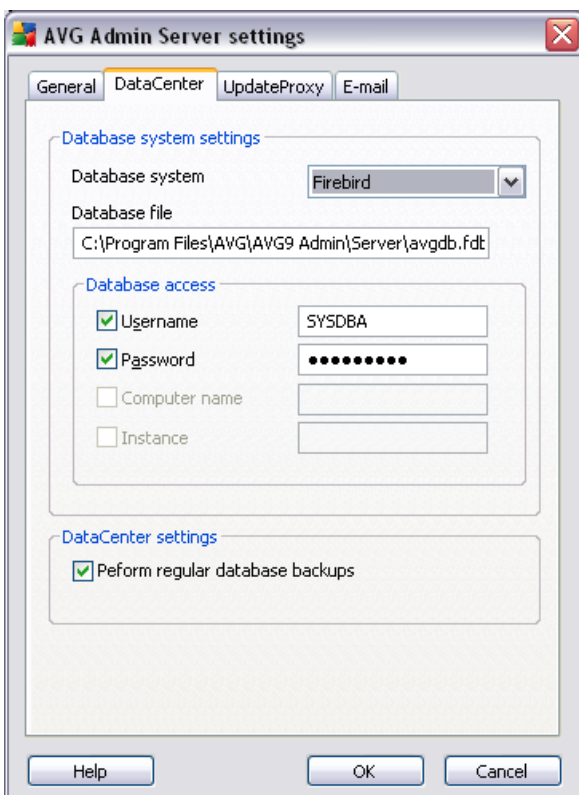 AVG Admin Server settings
General DataCenter UpdateProxy E-mail
Database system settings
Database system Firebird
Database file
C:\Program Files\AVG\AVG9 Admin\Server\avgdb.fdt
Database access
Username SYSDBA
Password ●●●●●●●●●
Computer name
Instance
DataCenter settings
Peform regular database backups
Help OK Cancel